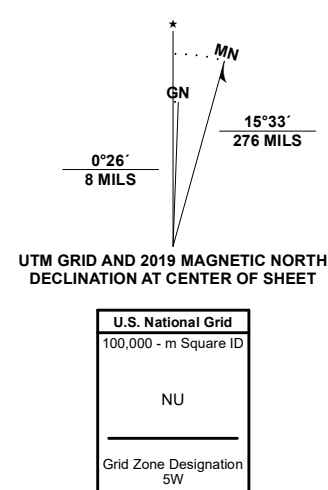 ★
MN
GN
15°33´
276 MILS
0°26´
8 MILS
UTM GRID AND 2019 MAGNETIC NORTH
DECLINATION AT CENTER OF SHEET
U.S. National Grid
100,000 - m Square ID
NU
Grid Zone Designation
5W